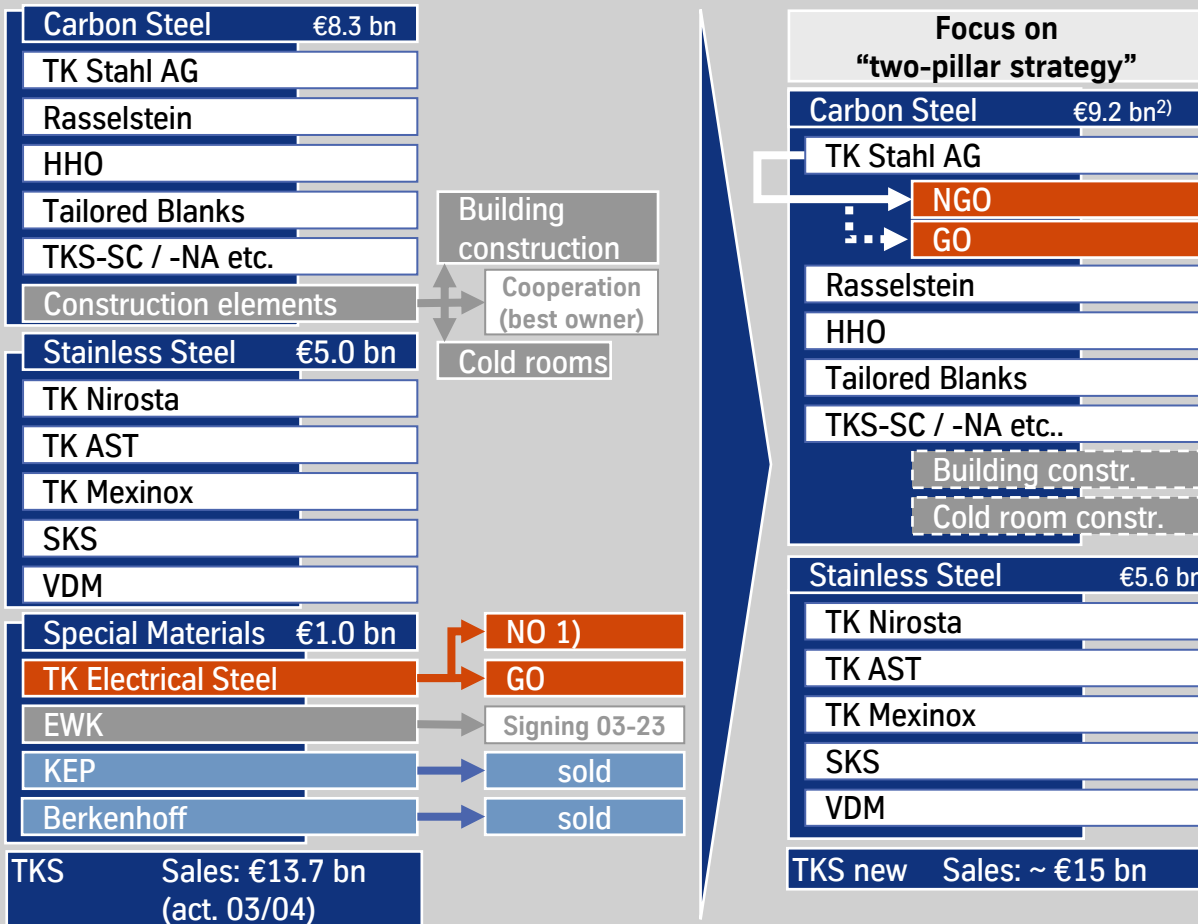 Carbon Steel €8.3 bn
TK Stahl AG
Rasselstein
HHO
Tailored Blanks
TKS-SC / -NA etc.
Construction elements
Building
construction
Cooperation
(best owner)
Cold rooms
Stainless Steel €5.0 bn
TK Nirosta
TK AST
TK Mexinox
SKS
VDM
Special Materials €1.0 bn
TK Electrical Steel
NO 1)
GO
EWK
Signing 03-23
KEP
sold
Berkenhoff
sold
TKS Sales: €13.7 bn
(act. 03/04)
Focus on
“two-pillar strategy”
Carbon Steel €9.2 bn2)
TK Stahl AG
NGO
GO
Rasselstein
HHO
Tailored Blanks
TKS-SC / -NA etc..
Building constr.
Cold room constr.
Stainless Steel €5.6 bn
TK Nirosta
TK AST
TK Mexinox
SKS
VDM
TKS new Sales: ~ €15 bn